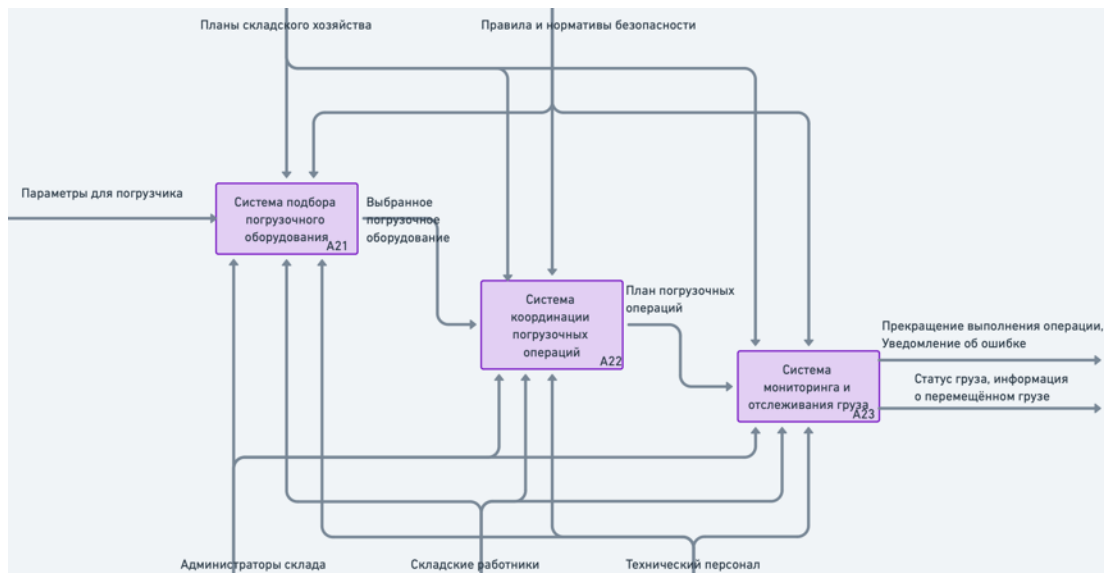 Планы складского хозяйства
Правила и нормативы безопасности
Параметры для погрузчика
Система подбора
погрузочного
оборудования
A21
Выбранное
погрузочное
оборудование
Система
координации
погрузочных
операций
A22
План погрузочных
операций
Система
мониторинга и
отслеживания груза
A23
Прекращение выполнения операции,
Уведомление об ошибке
Статус груза, информация
о перемещённом грузе
Администраторы склада
Складские работники
Технический персонал